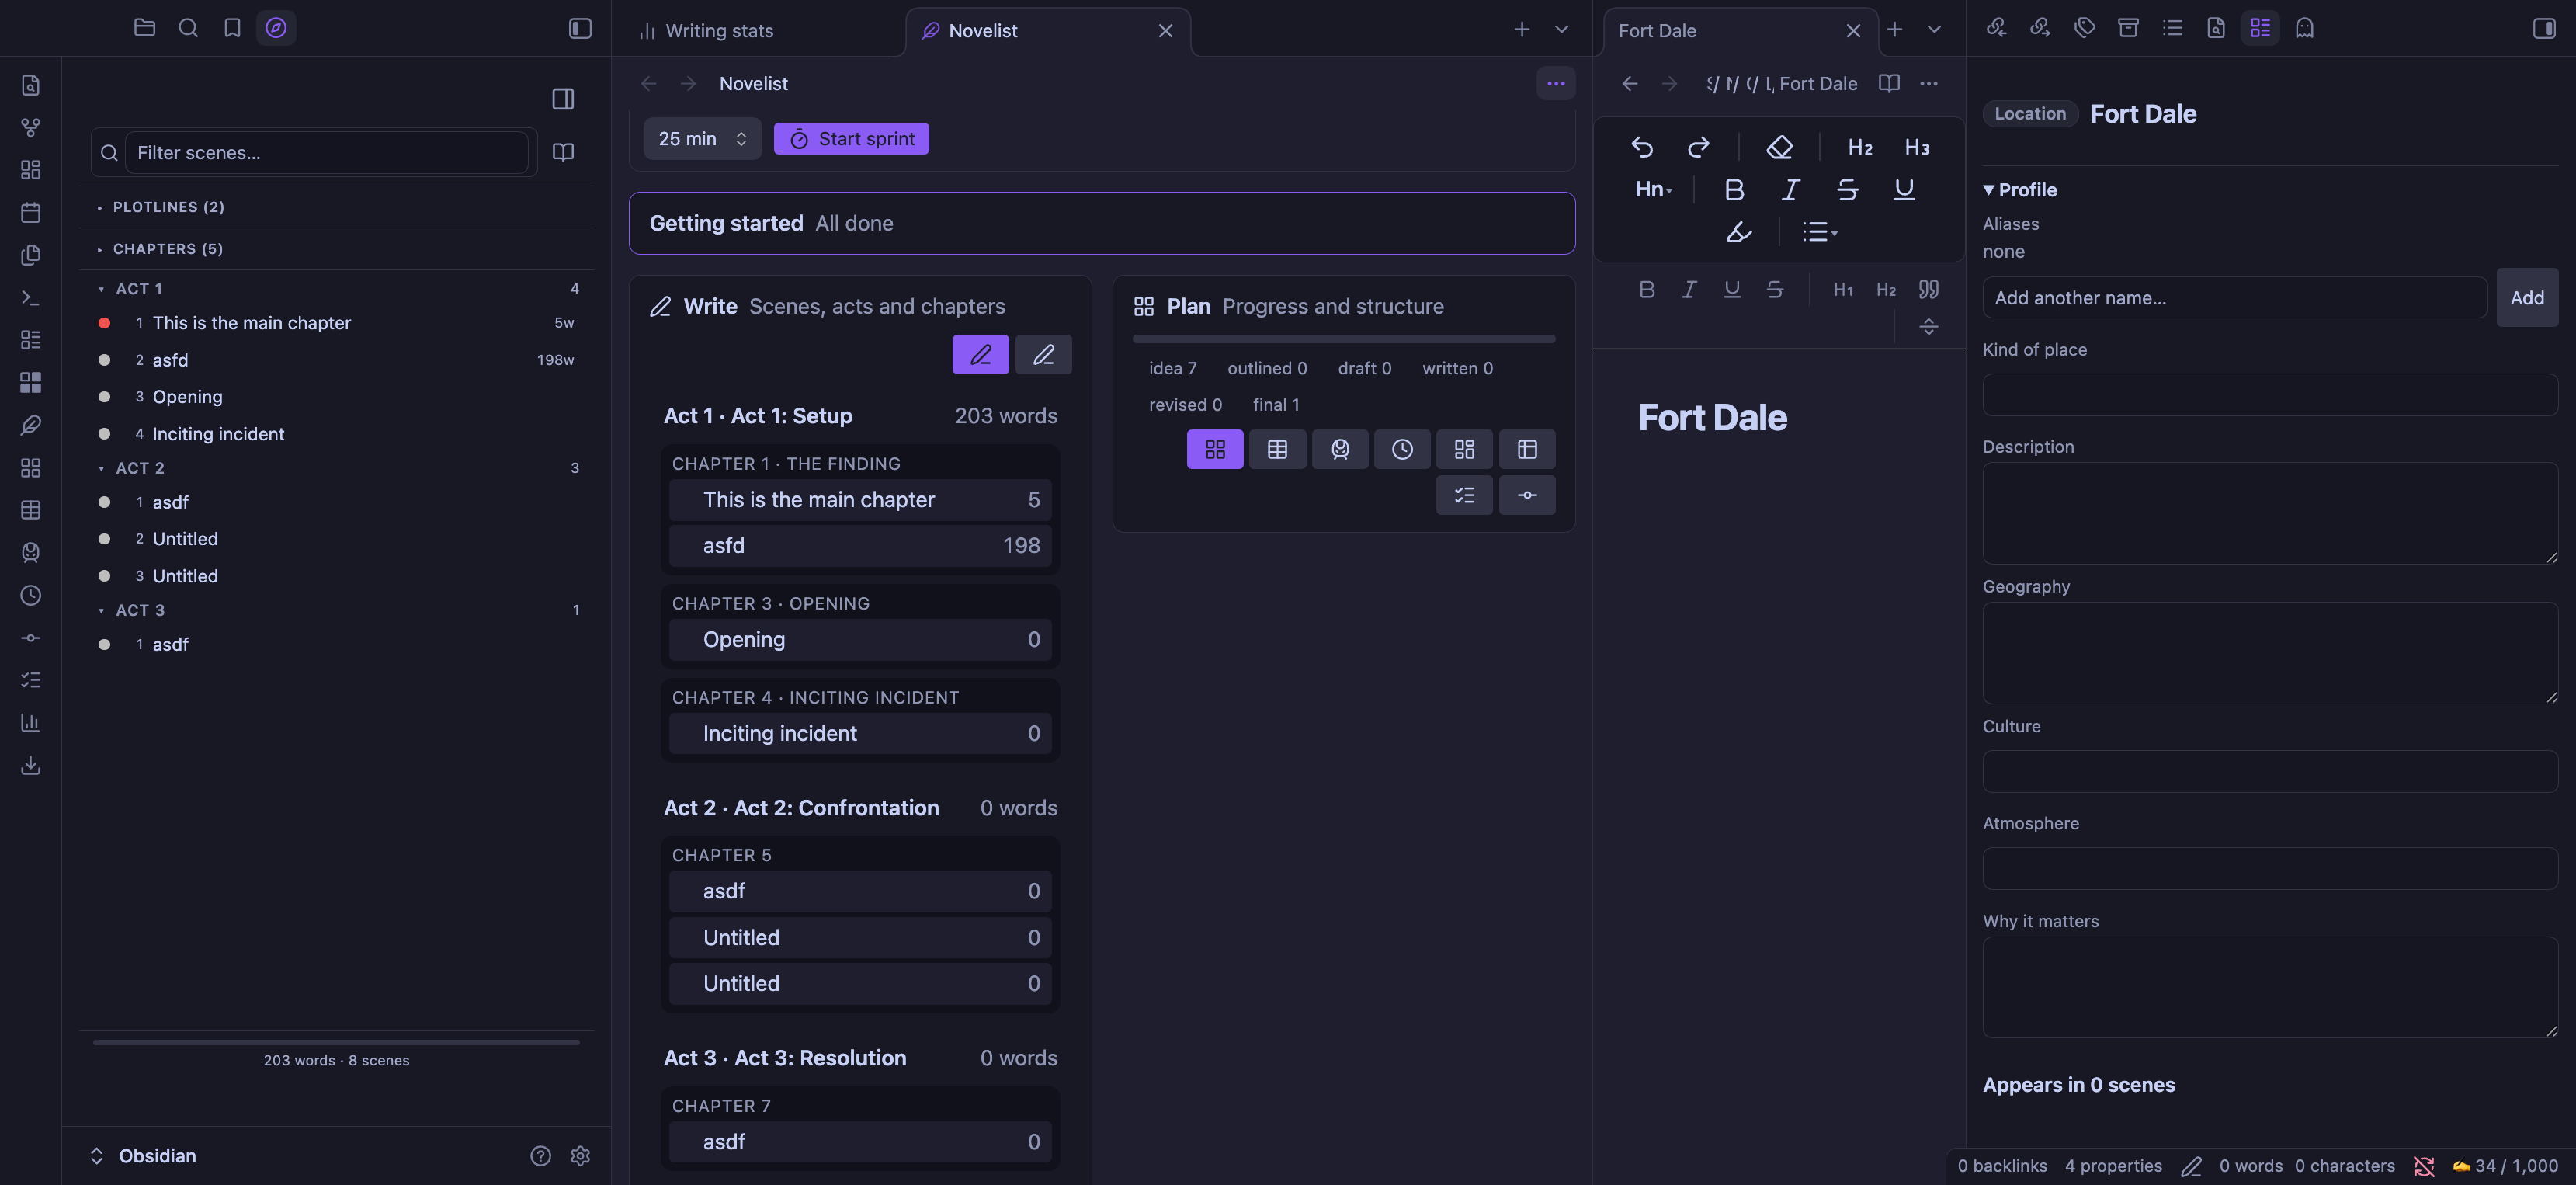 Writing stats
Novelist
Fort Dale
Novelist
Fort Dale
Location Fort Dale
25 min
Start sprint
Filter scenes...
PLOTLINES (2)
CHAPTERS (5)
ACT 1 4
1 This is the main chapter 5w
2 asfd 198w
3 Opening
4 Inciting incident
ACT 2 3
1 asdf
2 Untitled
3 Untitled
ACT 3 1
1 asdf
203 words · 8 scenes
Obsidian
Getting started All done
Write Scenes, acts and chapters
Act 1 · Act 1: Setup 203 words
CHAPTER 1 · THE FINDING
This is the main chapter 5
asfd 198
CHAPTER 3 · OPENING
Opening 0
CHAPTER 4 · INCITING INCIDENT
Inciting incident 0
Act 2 · Act 2: Confrontation 0 words
CHAPTER 5
asdf 0
Untitled 0
Untitled 0
Act 3 · Act 3: Resolution 0 words
CHAPTER 7
asdf 0
Plan Progress and structure
idea 7 outlined 0 draft 0 written 0
revised 0 final 1
H2 H3
Hn B I S U
B I U S H1 H2
Fort Dale
Profile
Aliases
none
Add another name...
Add
Kind of place
Description
Geography
Culture
Atmosphere
Why it matters
Appears in 0 scenes
0 backlinks 4 properties 0 words 0 characters 34 / 1,000